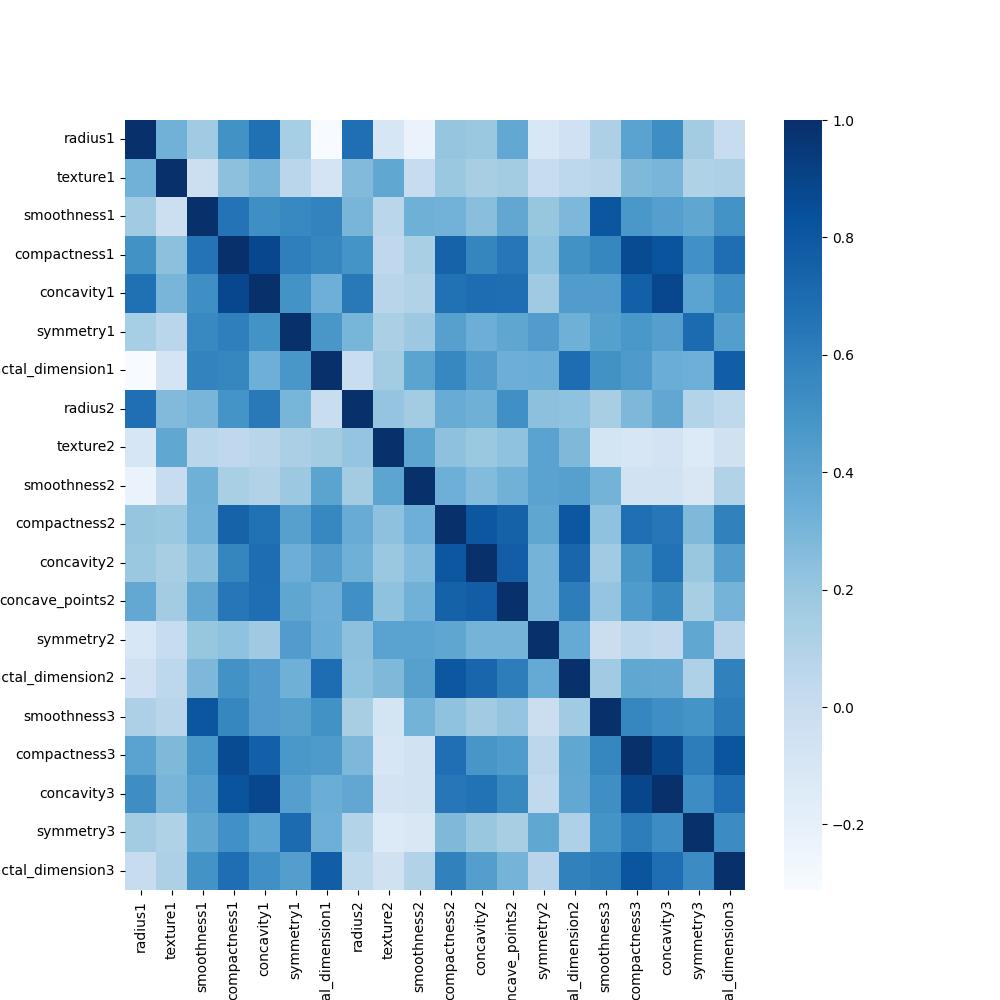 radius1
texture1
smoothness1
compactness1
concavity1
symmetry1
ctal_dimension1
radius2
texture2
smoothness2
compactness2
concavity2
concave_points2
symmetry2
ctal_dimension2
smoothness3
compactness3
concavity3
symmetry3
ctal_dimension3
radius1
texture1
smoothness1
compactness1
concavity1
symmetry1
al_dimension1
radius2
texture2
smoothness2
compactness2
concavity2
ncave_points2
symmetry2
al_dimension2
smoothness3
compactness3
concavity3
symmetry3
al_dimension3
1.0
0.8
0.6
0.4
0.2
0.0
−0.2